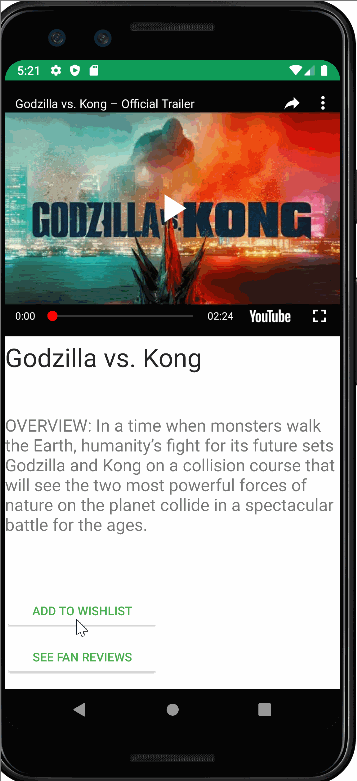 5:21
Godzilla vs. Kong – Official Trailer
GODZILLA VS. KONG
0:00
02:24
YouTube
Godzilla vs. Kong
OVERVIEW: In a time when monsters walk
the Earth, humanity’s fight for its future sets
Godzilla and Kong on a collision course that
will see the two most powerful forces of
nature on the planet collide in a spectacular
battle for the ages.
ADD TO WISHLIST
SEE FAN REVIEWS